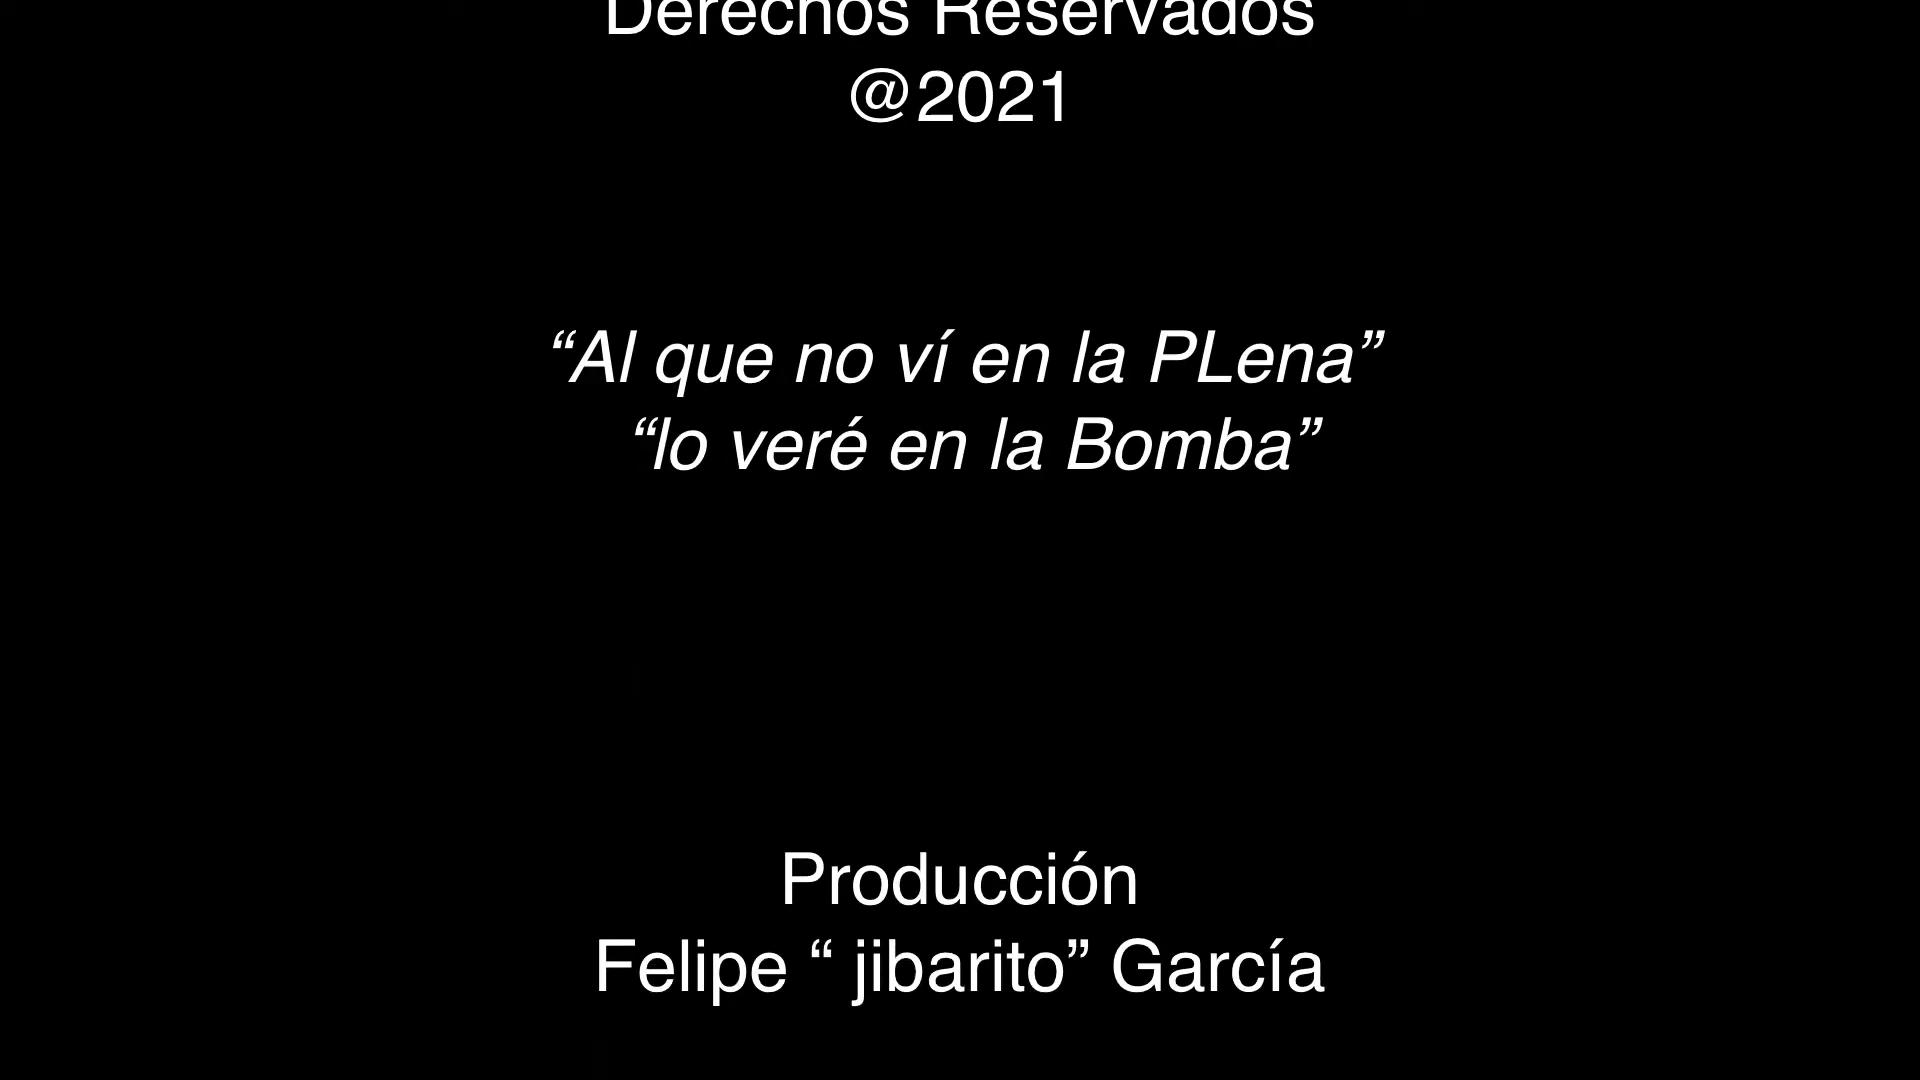 Derechos Reservados
@2021
“Al que no ví en la PLena”
“lo veré en la Bomba”
Producción
Felipe “ jibarito” García